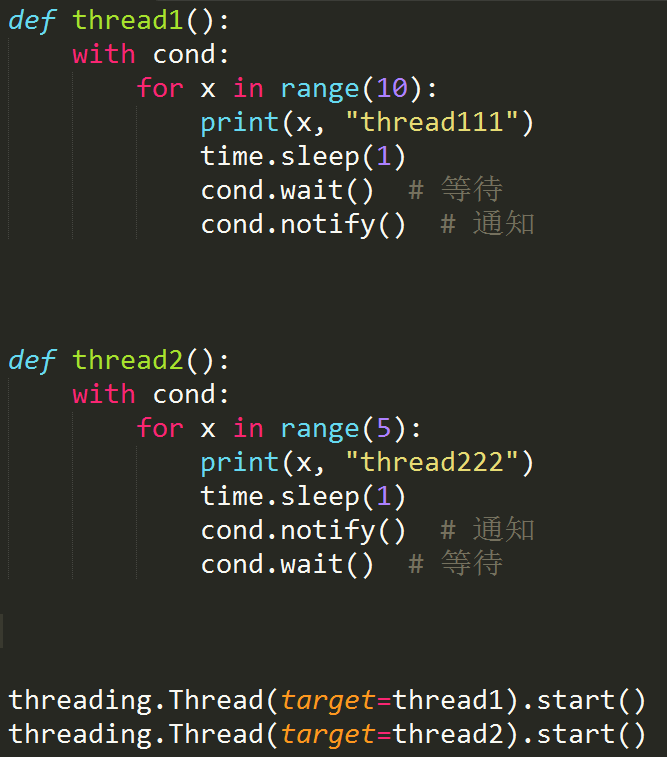 def thread1():
    with cond:
        for x in range(10):
            print(x, "thread111")
            time.sleep(1)
            cond.wait()  # 等待
            cond.notify()  # 通知
def thread2():
    with cond:
        for x in range(5):
            print(x, "thread222")
            time.sleep(1)
            cond.notify()  # 通知
            cond.wait()  # 等待
threading.Thread(target=thread1).start()
threading.Thread(target=thread2).start()